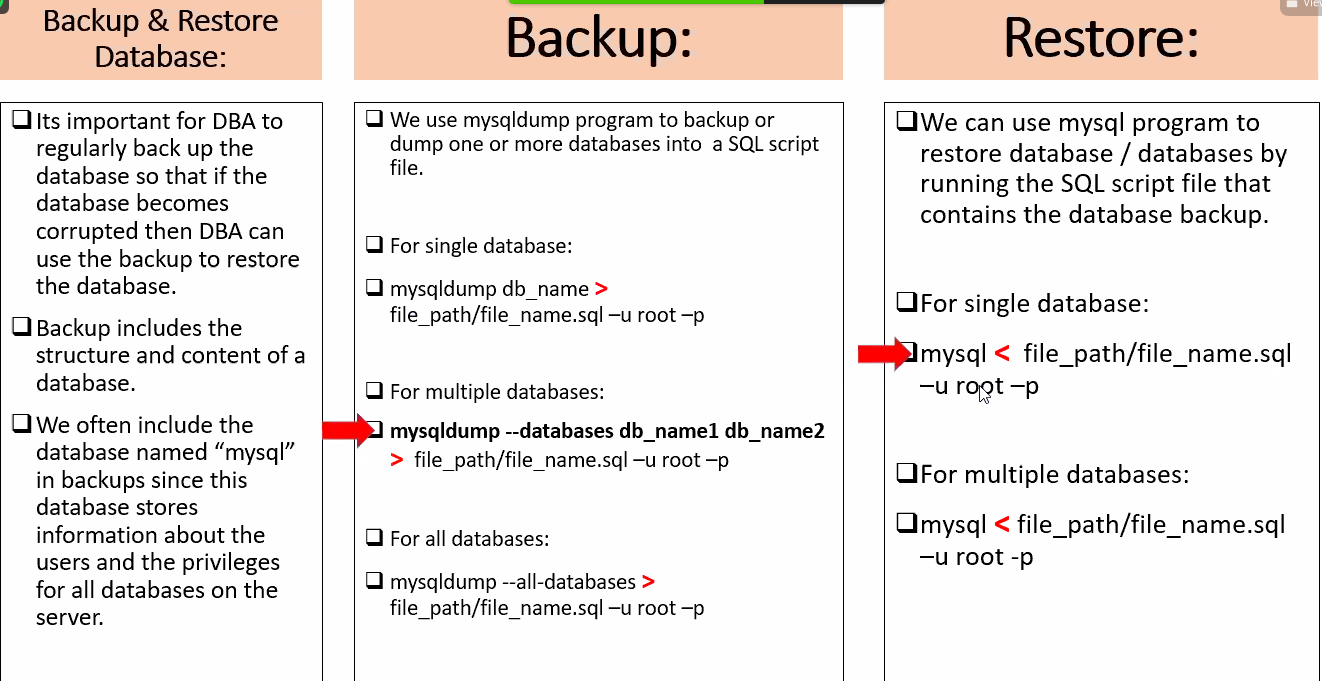 Backup & Restore
Database:
Its important for DBA to
regularly back up the
database so that if the
database becomes
corrupted then DBA can
use the backup to restore
the database.
Backup includes the
structure and content of a
database.
We often include the
database named “mysql”
in backups since this
database stores
information about the
users and the privileges
for all databases on the
server.
Backup:
We use mysqldump program to backup or
dump one or more databases into a SQL script
file.
For single database:
mysqldump db_name >
file_path/file_name.sql –u root –p
For multiple databases:
mysqldump --databases db_name1 db_name2
> file_path/file_name.sql –u root –p
For all databases:
mysqldump --all-databases >
file_path/file_name.sql –u root –p
Restore:
We can use mysql program to
restore database / databases by
running the SQL script file that
contains the database backup.
For single database:
mysql < file_path/file_name.sql
–u root –p
For multiple databases:
mysql < file_path/file_name.sql
–u root -p